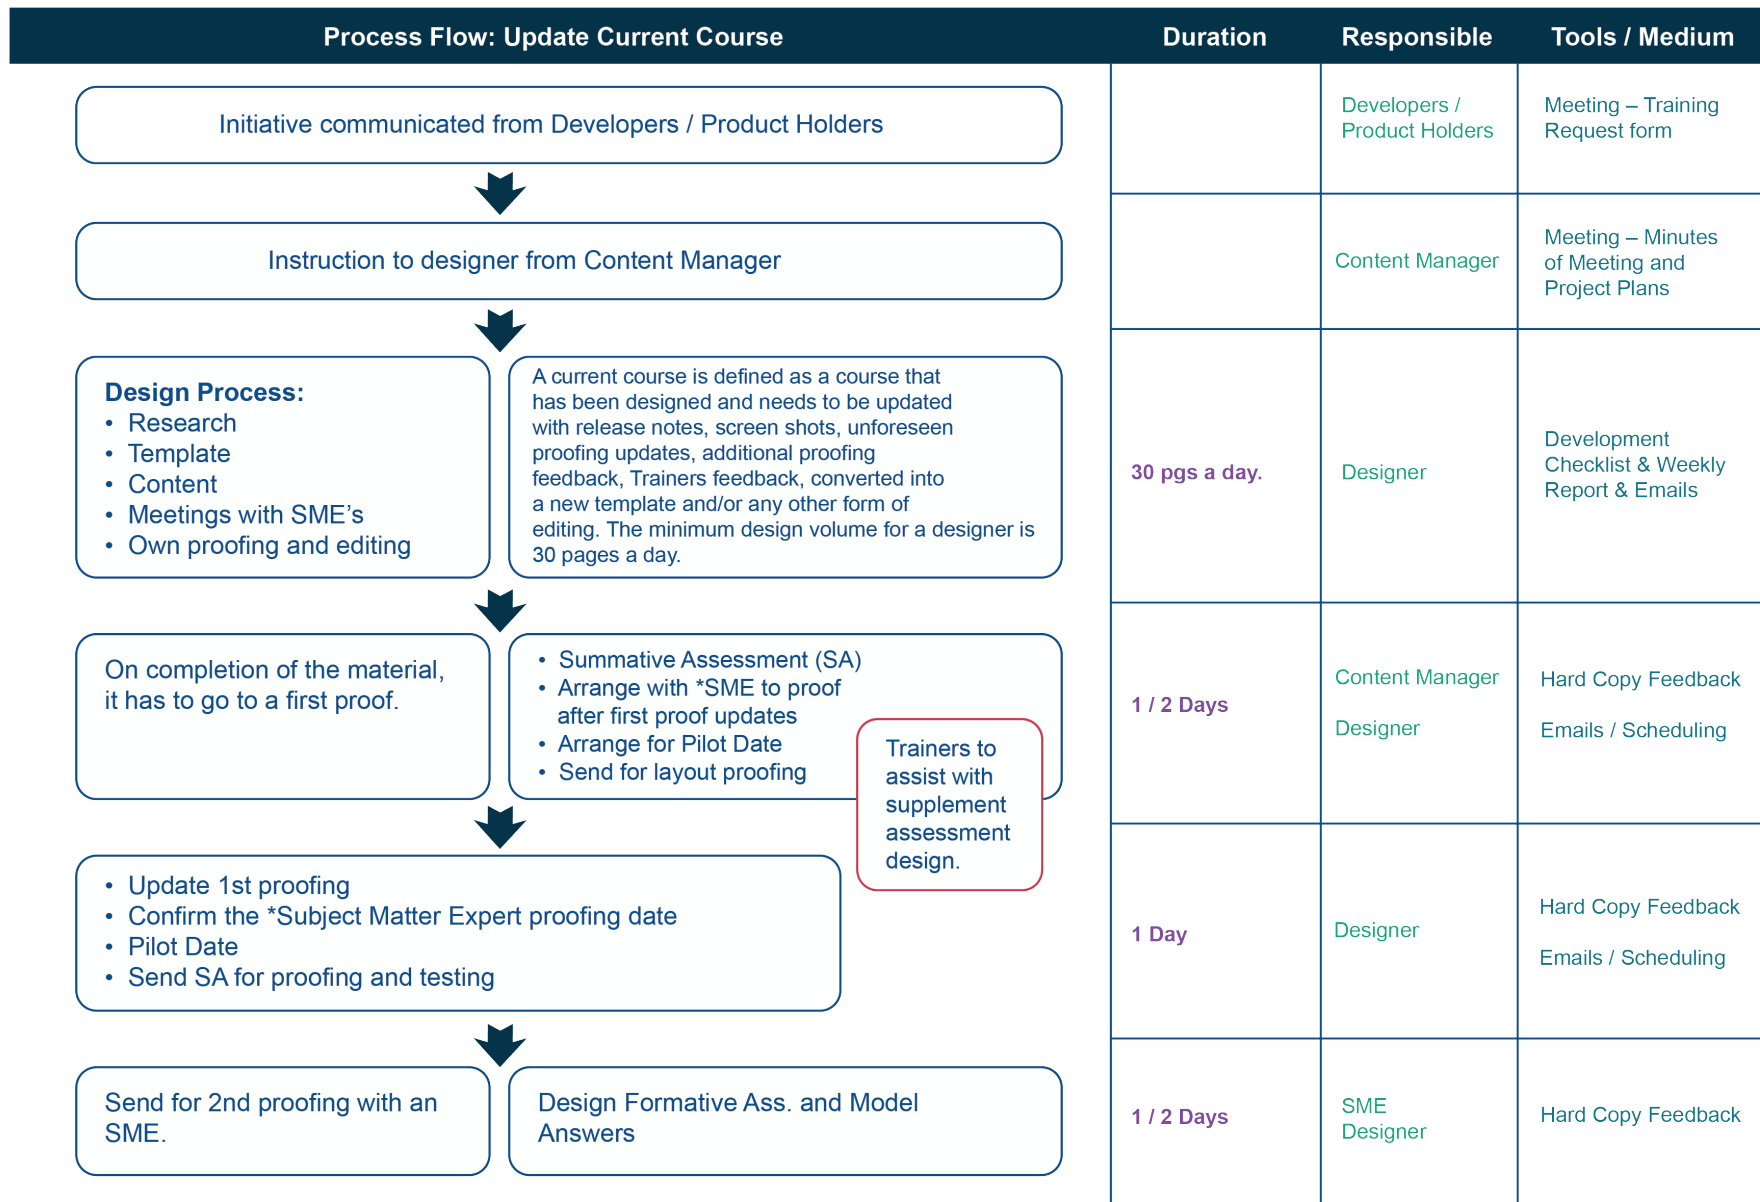 Process Flow: Update Current Course
Duration
Responsible
Tools / Medium
Initiative communicated from Developers / Product Holders
Developers /
Product Holders
Meeting – Training
Request form
Instruction to designer from Content Manager
Content Manager
Meeting – Minutes
of Meeting and
Project Plans
Design Process:
• Research
• Template
• Content
• Meetings with SME’s
• Own proofing and editing
A current course is defined as a course that
has been designed and needs to be updated
with release notes, screen shots, unforeseen
proofing updates, additional proofing
feedback, Trainers feedback, converted into
a new template and/or any other form of
editing. The minimum design volume for a designer is
30 pages a day.
30 pgs a day.
Designer
Development
Checklist & Weekly
Report & Emails
On completion of the material,
it has to go to a first proof.
• Summative Assessment (SA)
• Arrange with *SME to proof
after first proof updates
• Arrange for Pilot Date
• Send for layout proofing
Trainers to
assist with
supplement
assessment
design.
1 / 2 Days
Content Manager
Designer
Hard Copy Feedback
Emails / Scheduling
• Update 1st proofing
• Confirm the *Subject Matter Expert proofing date
• Pilot Date
• Send SA for proofing and testing
1 Day
Designer
Hard Copy Feedback
Emails / Scheduling
Send for 2nd proofing with an
SME.
Design Formative Ass. and Model
Answers
1 / 2 Days
SME
Designer
Hard Copy Feedback